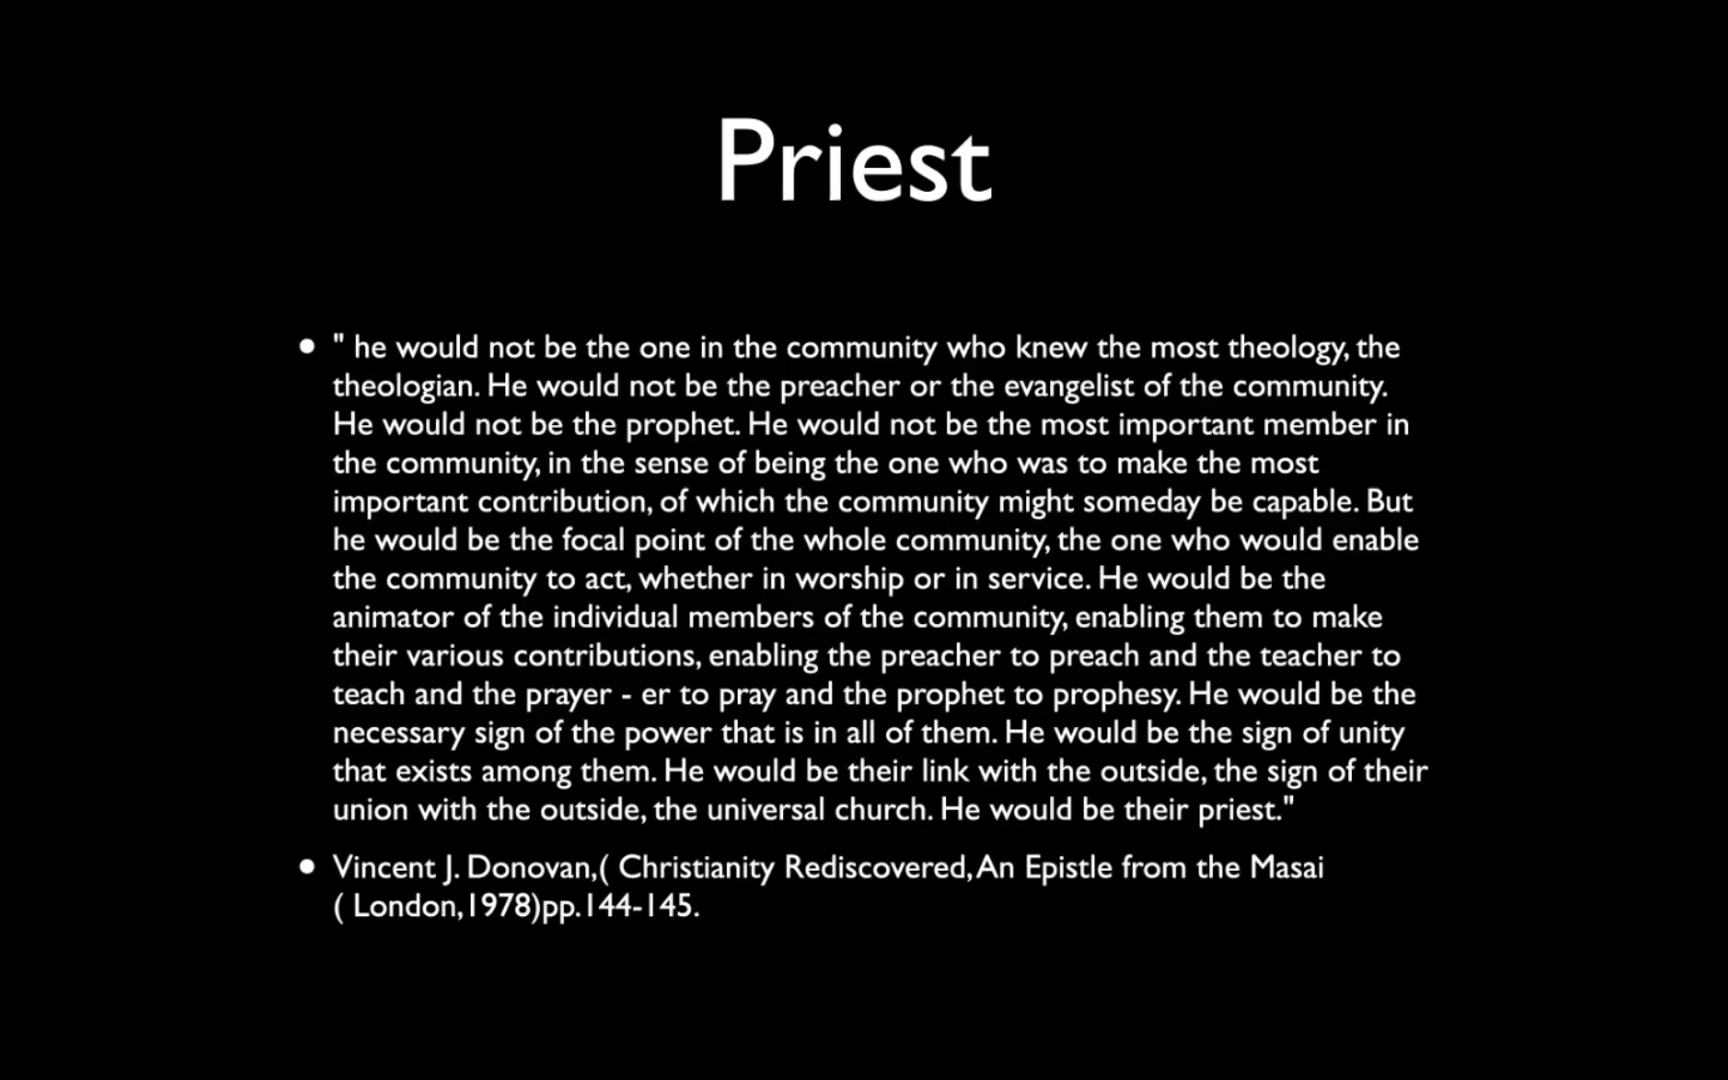 Priest
• " he would not be the one in the community who knew the most theology, the
theologian. He would not be the preacher or the evangelist of the community.
He would not be the prophet. He would not be the most important member in
the community, in the sense of being the one who was to make the most
important contribution, of which the community might someday be capable. But
he would be the focal point of the whole community, the one who would enable
the community to act, whether in worship or in service. He would be the
animator of the individual members of the community, enabling them to make
their various contributions, enabling the preacher to preach and the teacher to
teach and the prayer - er to pray and the prophet to prophesy. He would be the
necessary sign of the power that is in all of them. He would be the sign of unity
that exists among them. He would be their link with the outside, the sign of their
union with the outside, the universal church. He would be their priest."
• Vincent J. Donovan,( Christianity Rediscovered, An Epistle from the Masai
( London,1978)pp.144-145.